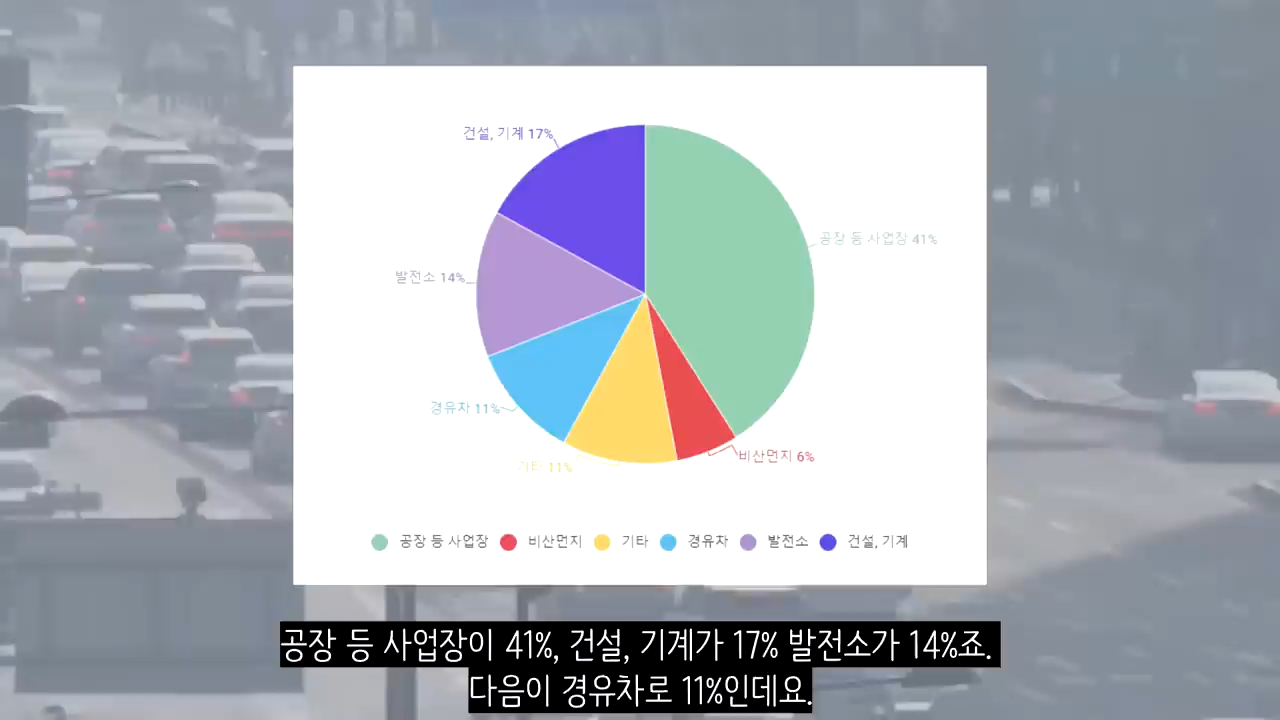 건설, 기계 17%
공장 등 사업장 41%
발전소 14%
경유차 11%
기타 11%
비산먼지 6%
공장 등 사업장 비산먼지 기타 경유차 발전소 건설, 기계
공장 등 사업장이 41%, 건설, 기계가 17% 발전소가 14%죠.
다음이 경유차로 11%인데요.